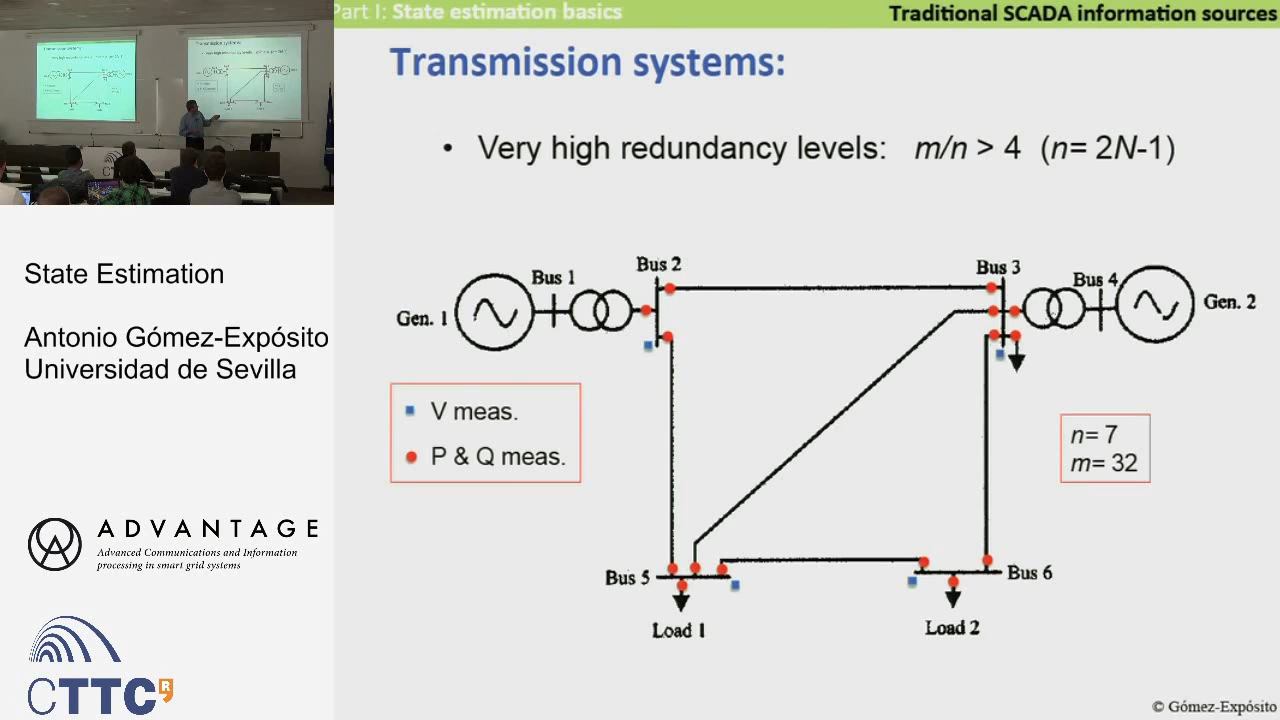 Part I: State estimation basics
Traditional SCADA information sources
Transmission systems:
• Very high redundancy levels: m/n > 4 (n= 2N-1)
State Estimation
Antonio Gómez-Expósito
Universidad de Sevilla
Gen. 1
Bus 1
Bus 2
Bus 3
Bus 4
Gen. 2
V meas.
P & Q meas.
n= 7
m= 32
Bus 5
Bus 6
Load 1
Load 2
ADVANTAGE
Advanced Communications and Information
processing in smart grid systems
CTTC
R
© Gómez-Expósito